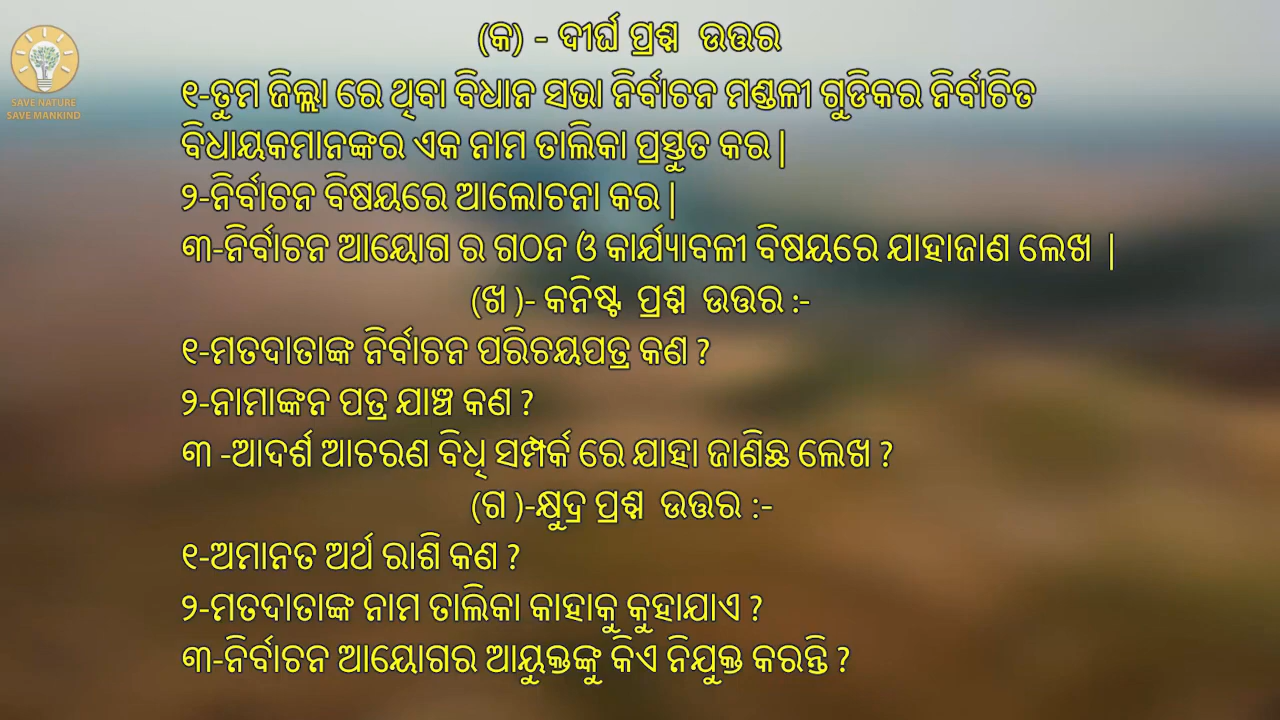 SAVE NATURE
SAVE MANKIND
(କ) - ଦୀର୍ଘ ପ୍ରଶ୍ନ ଉତ୍ତର
୧-ତୁମ ଜିଲ୍ଲା ରେ ଥିବା ବିଧାନ ସଭା ନିର୍ବାଚନ ମଣ୍ଡଳୀ ଗୁଡିକର ନିର୍ବାଚିତ
ବିଧାୟକମାନଙ୍କର ଏକ ନାମ ତାଲିକା ପ୍ରସ୍ତୁତ କର |
୨-ନିର୍ବାଚନ ବିଷୟରେ ଆଲୋଚନା କର |
୩-ନିର୍ବାଚନ ଆୟୋଗ ର ଗଠନ ଓ କାର୍ଯ୍ୟାବଳୀ ବିଷୟରେ ଯାହାଜାଣ ଲେଖ |
(ଖ )- କନିଷ୍ଟ ପ୍ରଶ୍ନ ଉତ୍ତର :-
୧-ମତଦାତାଙ୍କ ନିର୍ବାଚନ ପରିଚୟପତ୍ର କଣ ?
୨-ନାମାଙ୍କନ ପତ୍ର ଯାଞ୍ଚ କଣ ?
୩ -ଆଦର୍ଶ ଆଚରଣ ବିଧି ସମ୍ପର୍କ ରେ ଯାହା ଜାଣିଛ ଲେଖ ?
(ଗ )-କ୍ଷୁଦ୍ର ପ୍ରଶ୍ନ ଉତ୍ତର :-
୧-ଅମାନତ ଅର୍ଥ ରାଶି କଣ ?
୨-ମତଦାତାଙ୍କ ନାମ ତାଲିକା କାହାକୁ କୁହାଯାଏ ?
୩-ନିର୍ବାଚନ ଆୟୋଗର ଆୟୁକ୍ତଙ୍କୁ କିଏ ନିଯୁକ୍ତ କରନ୍ତି ?